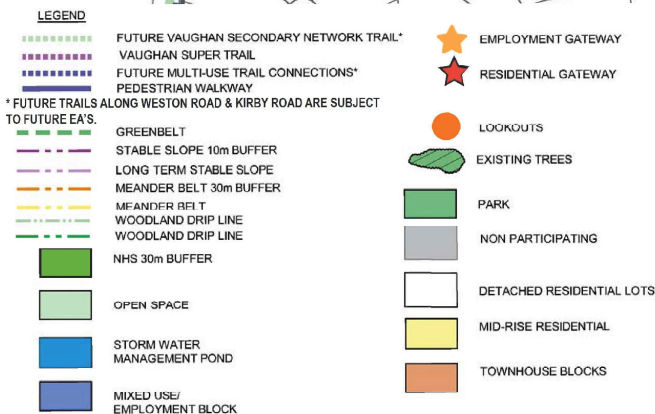 LEGEND
FUTURE VAUGHAN SECONDARY NETWORK TRAIL*
VAUGHAN SUPER TRAIL
FUTURE MULTI-USE TRAIL CONNECTIONS*
PEDESTRIAN WALKWAY
* FUTURE TRAILS ALONG WESTON ROAD & KIRBY ROAD ARE SUBJECT
TO FUTURE EA'S.
GREENBELT
STABLE SLOPE 10m BUFFER
LONG TERM STABLE SLOPE
MEANDER BELT 30m BUFFER
MEANDER BELT
WOODLAND DRIP LINE
WOODLAND DRIP LINE
NHS 30m BUFFER
OPEN SPACE
STORM WATER
MANAGEMENT POND
MIXED USE/
EMPLOYMENT BLOCK
EMPLOYMENT GATEWAY
RESIDENTIAL GATEWAY
LOOKOUTS
EXISTING TREES
PARK
NON PARTICIPATING
DETACHED RESIDENTIAL LOTS
MID-RISE RESIDENTIAL
TOWNHOUSE BLOCKS